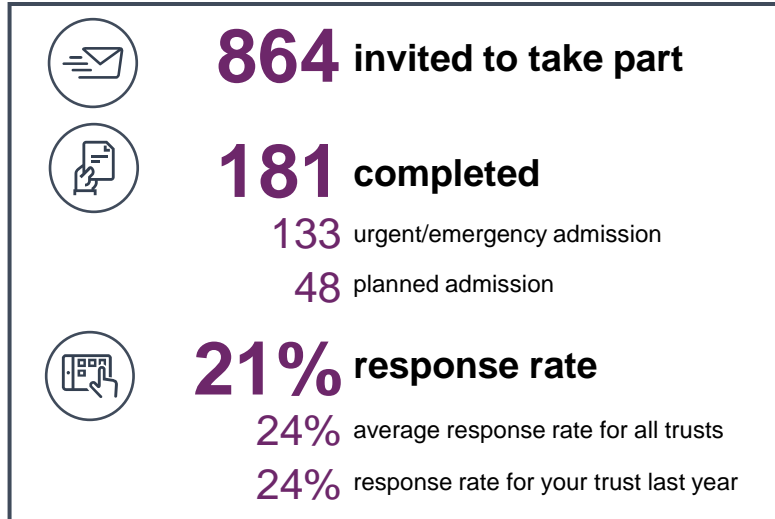 864 invited to take part
181 completed
133 urgent/emergency admission
48 planned admission
21% response rate
24% average response rate for all trusts
24% response rate for your trust last year